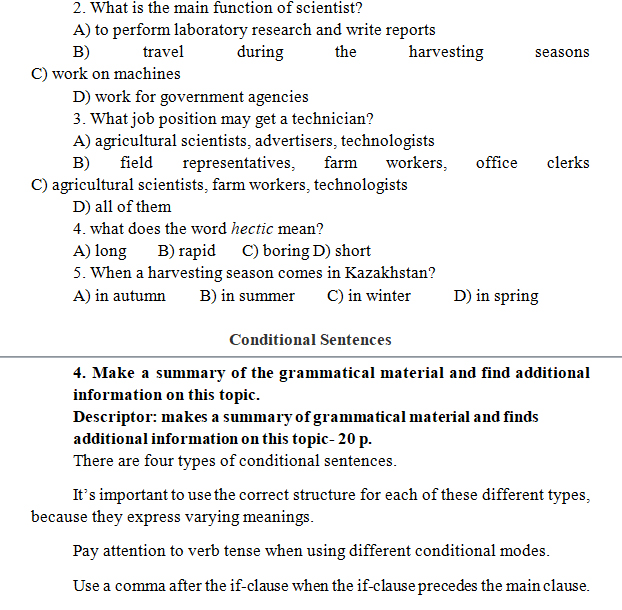 2. What is the main function of scientist?
A) to perform laboratory research and write reports
B) travel during the harvesting seasons
C) work on machines
D) work for government agencies
3. What job position may get a technician?
A) agricultural scientists, advertisers, technologists
B) field representatives, farm workers, office clerks
C) agricultural scientists, farm workers, technologists
D) all of them
4. what does the word hectic mean?
A) long B) rapid C) boring D) short
5. When a harvesting season comes in Kazakhstan?
A) in autumn B) in summer C) in winter D) in spring
Conditional Sentences
4. Make a summary of the grammatical material and find additional
information on this topic.
Descriptor: makes a summary of grammatical material and finds
additional information on this topic- 20 p.
There are four types of conditional sentences.
It’s important to use the correct structure for each of these different types,
because they express varying meanings.
Pay attention to verb tense when using different conditional modes.
Use a comma after the if-clause when the if-clause precedes the main clause.